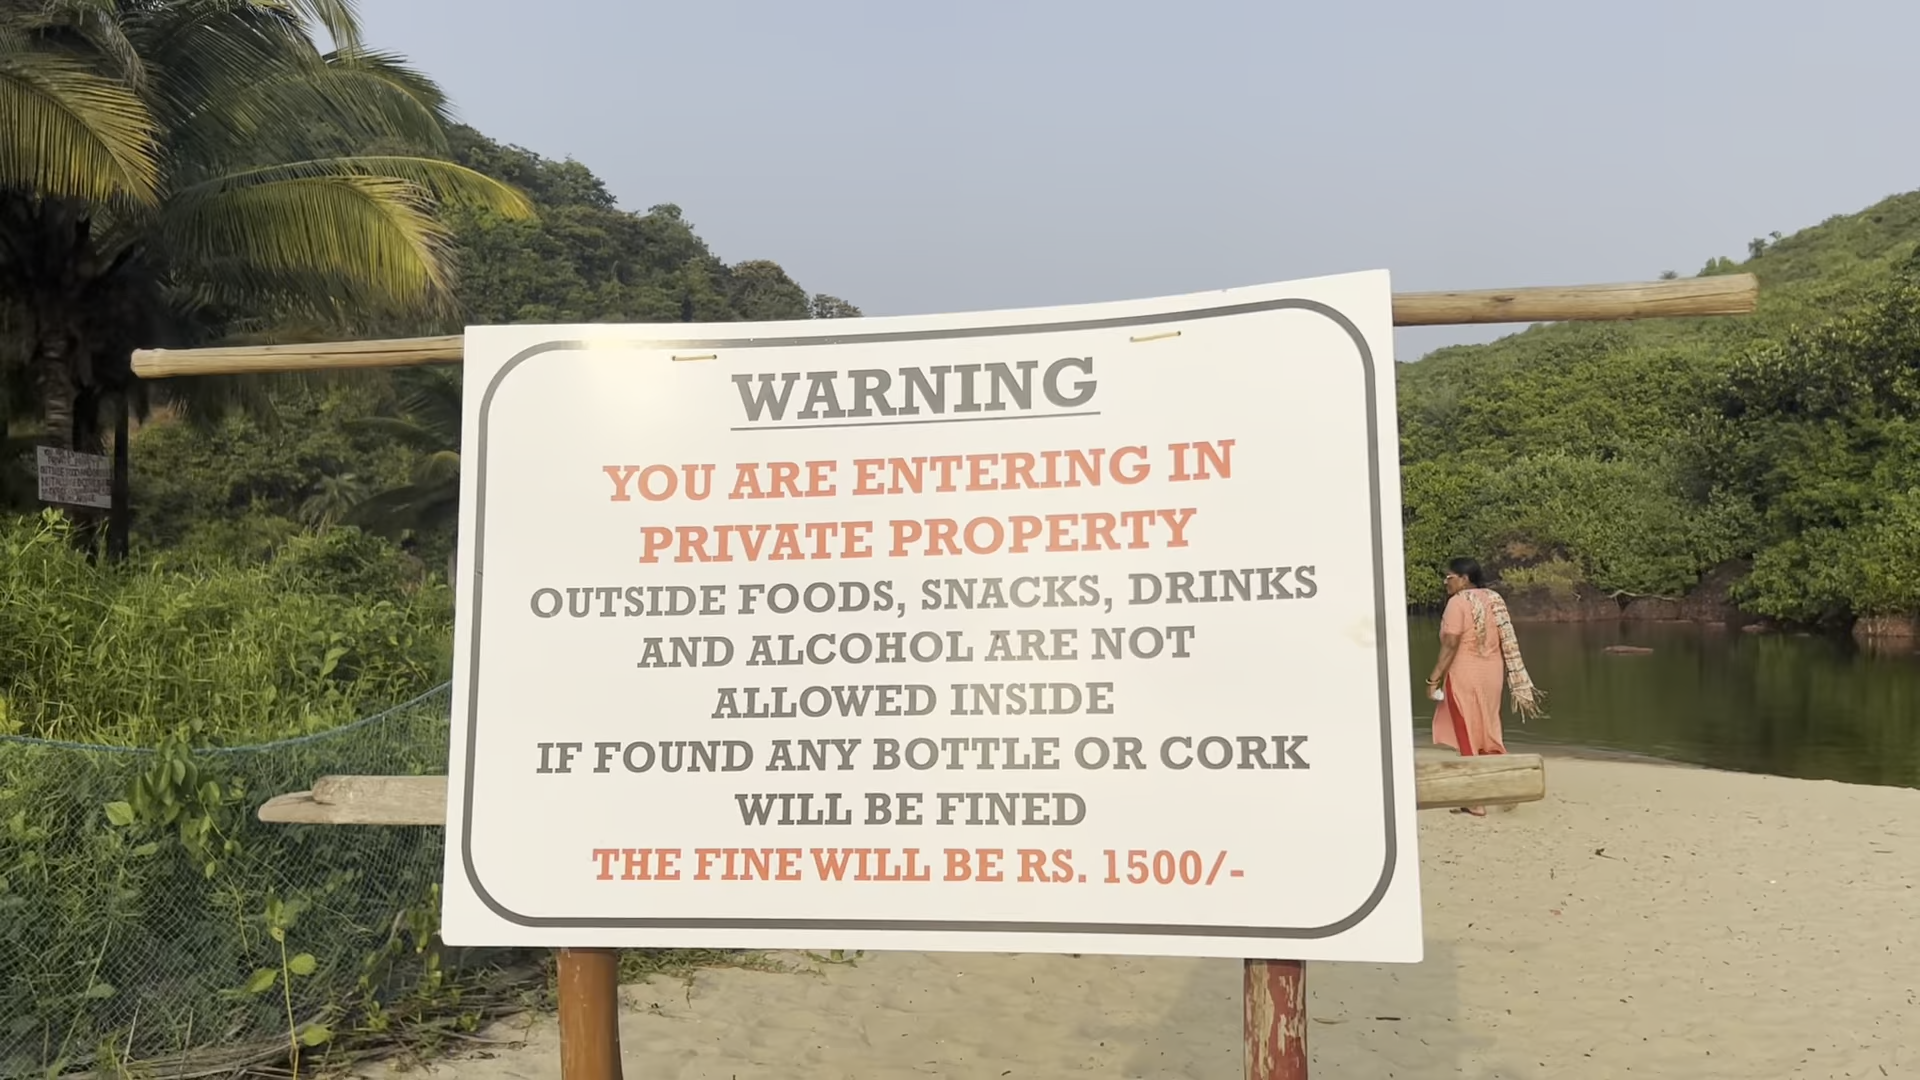 WARNING
YOU ARE ENTERING IN
PRIVATE PROPERTY
OUTSIDE FOODS, SNACKS, DRINKS
AND ALCOHOL ARE NOT
ALLOWED INSIDE
IF FOUND ANY BOTTLE OR CORK
WILL BE FINED
THE FINE WILL BE RS. 1500/-